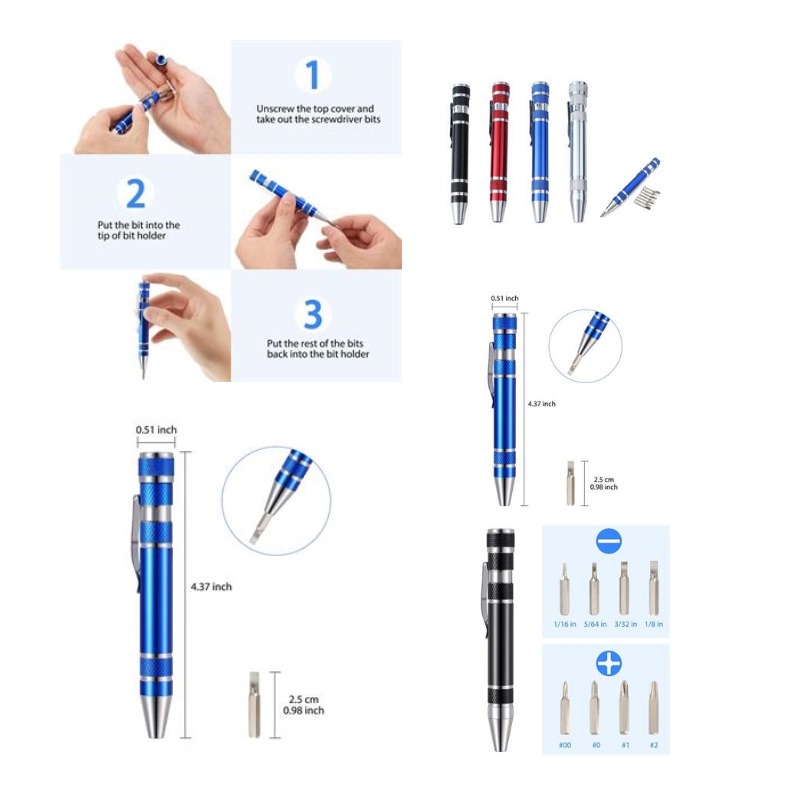 1
Unscrew the top cover and
take out the screwdriver bits
2
Put the bit into the
tip of bit holder
3
Put the rest of the bits
back into the bit holder
0.51 inch
4.37 inch
2.5 cm
0.98 inch
0.51 inch
4.37 inch
2.5 cm
0.98 inch
1/16 in 5/64 in 3/32 in 1/8 in
#00 #0 #1 #2